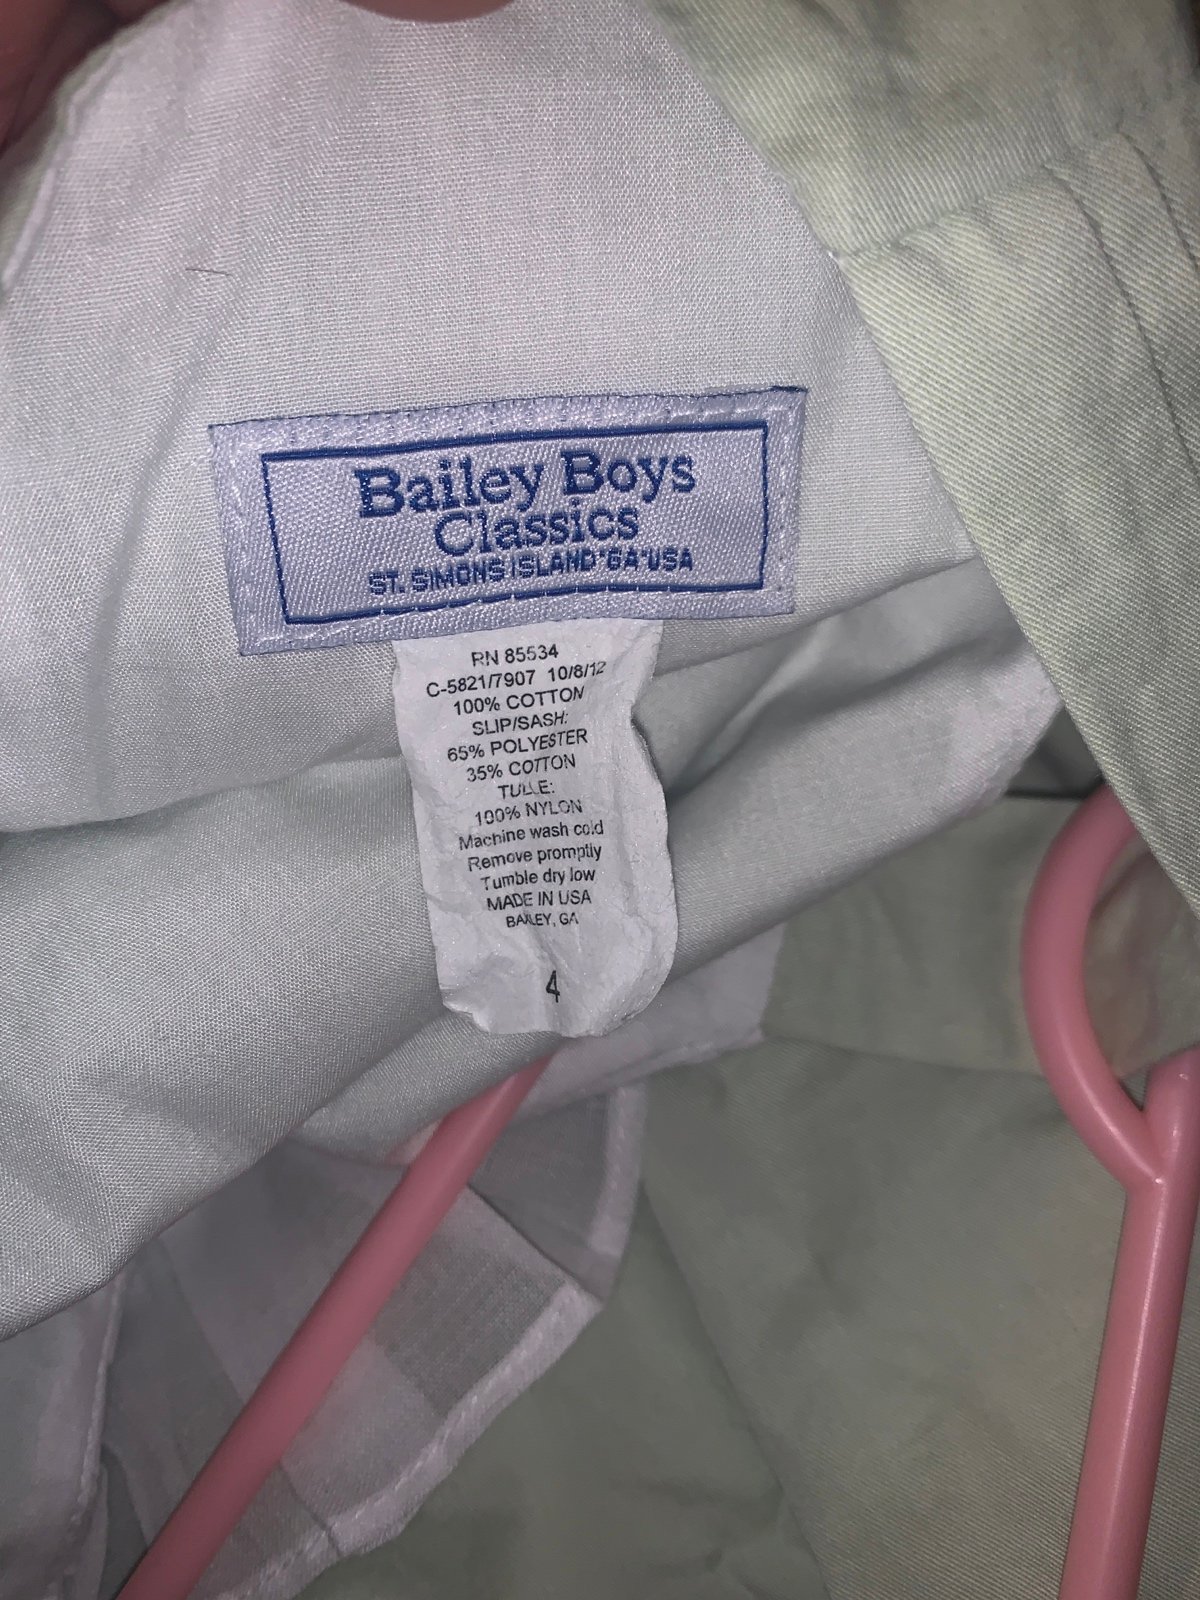 Bailey Boys
Classics
ST. SIMONS ISLAND*GA*USA
RN 85534
C-5821/7907 10/8/12
100% COTTON
SLIP/SASH:
65% POLYESTER
35% COTTON
TULLE:
100% NYLON
Machine wash cold
Remove promptly
Tumble dry low
MADE IN USA
BAXLEY, GA
4